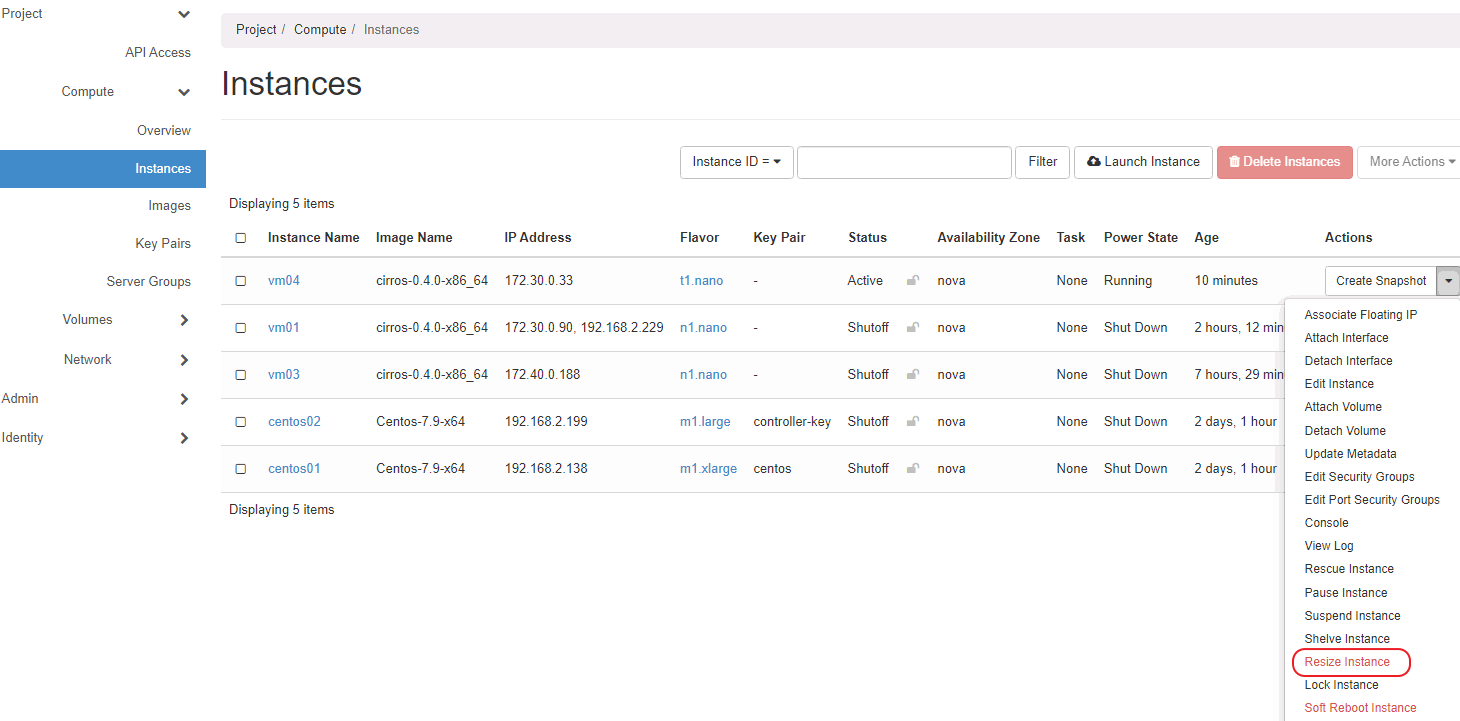 Project
API Access
Compute
Overview
Instances
Images
Key Pairs
Server Groups
Volumes
Network
Admin
Identity
Project / Compute / Instances
Instances
Instance ID = Filter Launch Instance Delete Instances More Actions
Displaying 5 items
Instance Name Image Name IP Address Flavor Key Pair Status Availability Zone Task Power State Age Actions
vm04 cirros-0.4.0-x86_64 172.30.0.33 t1.nano - Active nova None Running 10 minutes Create Snapshot
vm01 cirros-0.4.0-x86_64 172.30.0.90, 192.168.2.229 n1.nano - Shutoff nova None Shut Down 2 hours, 12 min
vm03 cirros-0.4.0-x86_64 172.40.0.188 n1.nano - Shutoff nova None Shut Down 7 hours, 29 min
centos02 Centos-7.9-x64 192.168.2.199 m1.large controller-key Shutoff nova None Shut Down 2 days, 1 hour
centos01 Centos-7.9-x64 192.168.2.138 m1.xlarge centos Shutoff nova None Shut Down 2 days, 1 hour
Displaying 5 items
Associate Floating IP
Attach Interface
Detach Interface
Edit Instance
Attach Volume
Detach Volume
Update Metadata
Edit Security Groups
Edit Port Security Groups
Console
View Log
Rescue Instance
Pause Instance
Suspend Instance
Shelve Instance
Resize Instance
Lock Instance
Soft Reboot Instance